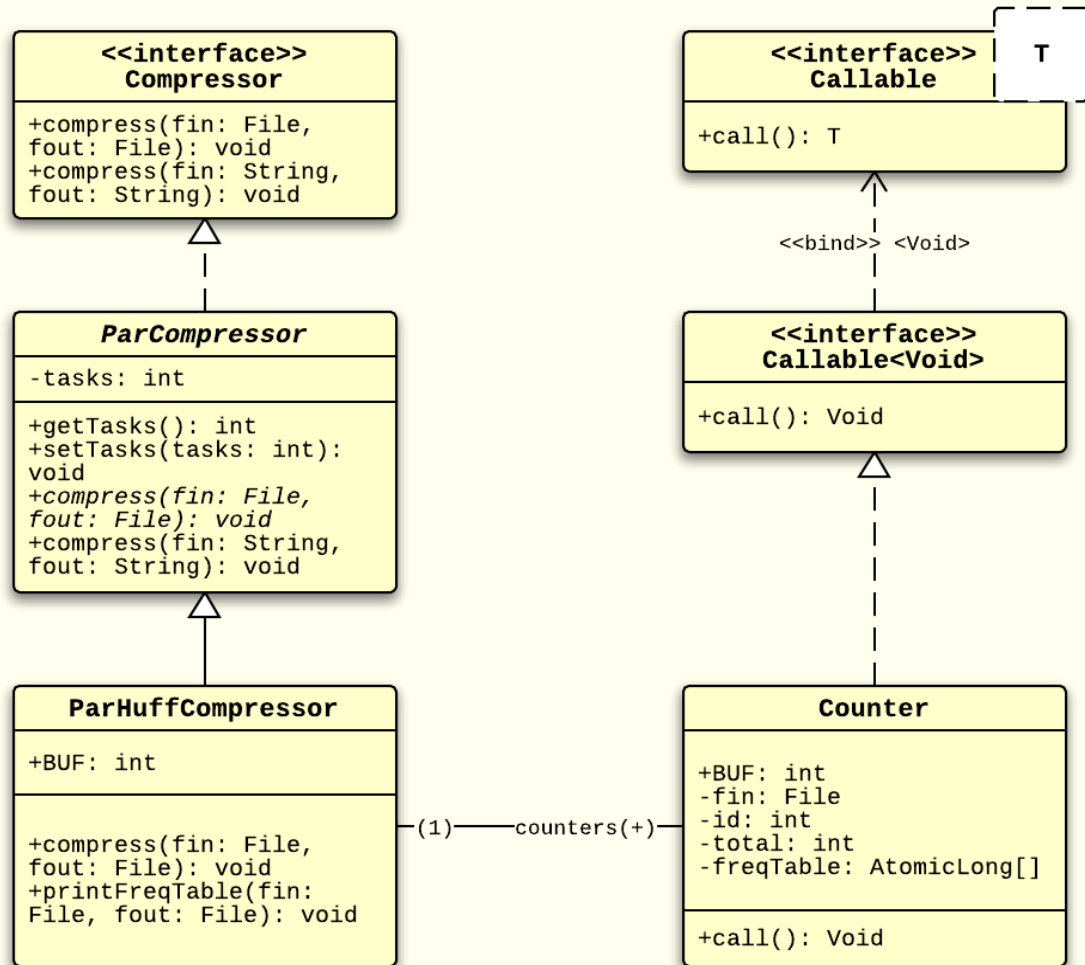 <<interface>>
Compressor
+compress(fin: File,
fout: File): void
+compress(fin: String,
fout: String): void
<<interface>>
Callable
T
+call(): T
<<bind>> <Void>
ParCompressor
-tasks: int
+getTasks(): int
+setTasks(tasks: int):
void
+compress(fin: File,
fout: File): void
+compress(fin: String,
fout: String): void
<<interface>>
Callable<Void>
+call(): Void
ParHuffCompressor
+BUF: int
+compress(fin: File,
fout: File): void
+printFreqTable(fin:
File, fout: File): void
(1)
counters(+)
Counter
+BUF: int
-fin: File
-id: int
-total: int
-freqTable: AtomicLong[]
+call(): Void